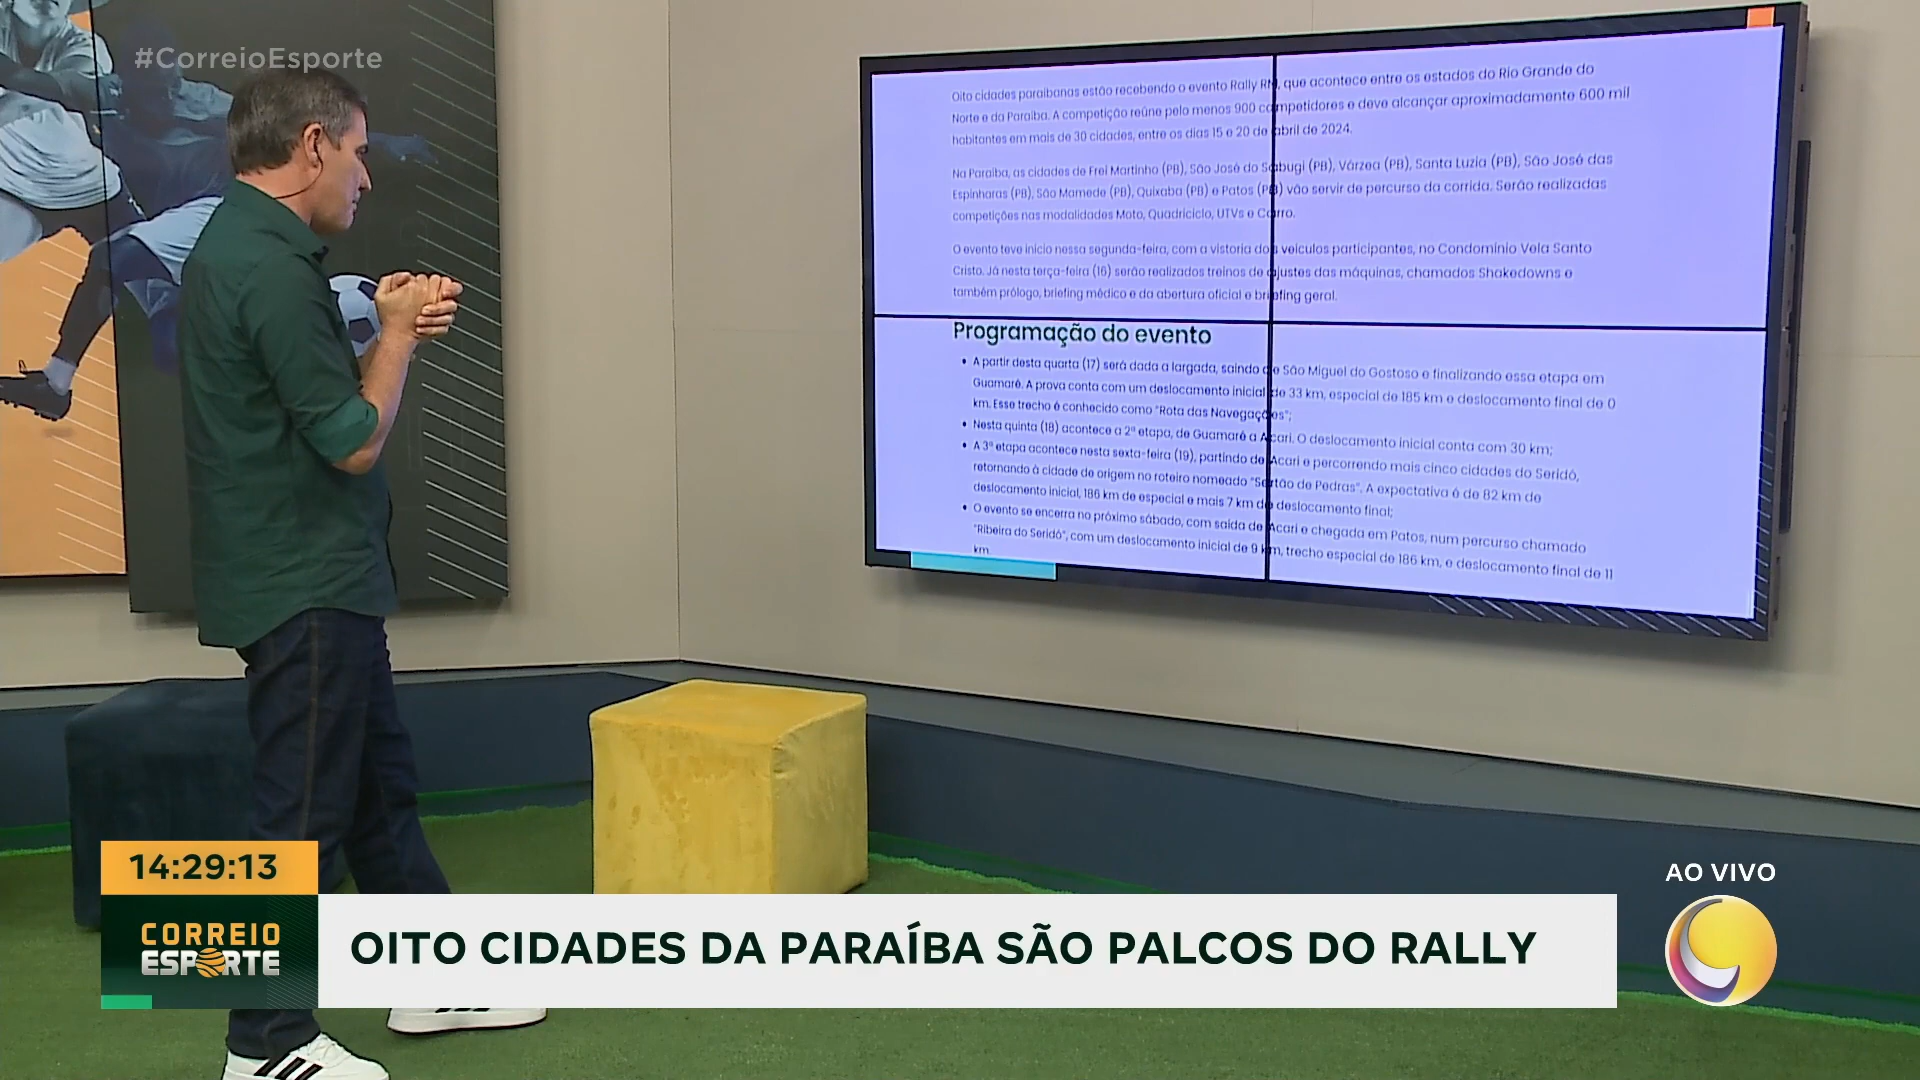 #CorreioEsporte
Oito cidades paraibanas estão recebendo o evento Rally RN, que acontece entre os estados do Rio Grande do
Norte e da Paraíba. A competição reúne pelo menos 900 competidores e deve alcançar aproximadamente 600 mil
habitantes em mais de 30 cidades, entre os dias 15 e 20 de abril de 2024.
Na Paraíba, as cidades de Frei Martinho (PB), São José do Sabugi (PB), Várzea (PB), Santa Luzia (PB), São José das
Espinharas (PB), São Mamede (PB), Quixaba (PB) e Patos (PB) vão servir de percurso da corrida. Serão realizadas
competições nas modalidades Moto, Quadriciclo, UTVs e Carro.
O evento teve início nessa segunda-feira, com a vistoria dos veículos participantes, no Condomínio Vela Santo
Cristo. Já nesta terça-feira (16) serão realizados treinos de ajustes das máquinas, chamados Shakedowns e
também prólogo, briefing médico e da abertura oficial e briefing geral.
Programação do evento
• A partir desta quarta (17) será dada a largada, saindo de São Miguel do Gostoso e finalizando essa etapa em
Guamaré. A prova conta com um deslocamento inicial de 33 km, especial de 185 km e deslocamento final de 0
km. Esse trecho é conhecido como "Rota das Navegações";
• Nesta quinta (18) acontece a 2ª etapa, de Guamaré a Acari. O deslocamento inicial conta com 30 km;
• A 3ª etapa acontece nesta sexta-feira (19), partindo de Acari e percorrendo mais cinco cidades do Seridó,
retornando à cidade de origem no roteiro nomeado "Sertão de Pedras". A expectativa é de 82 km de
deslocamento inicial, 186 km de especial e mais 7 km de deslocamento final;
• O evento se encerra no próximo sábado, com saída de Acari e chegada em Patos, num percurso chamado
"Ribeira do Seridó", com um deslocamento inicial de 9 km, trecho especial de 186 km, e deslocamento final de 11
km.
14:29:13
AO VIVO
CORREIO
ESPORTE
OITO CIDADES DA PARAÍBA SÃO PALCOS DO RALLY